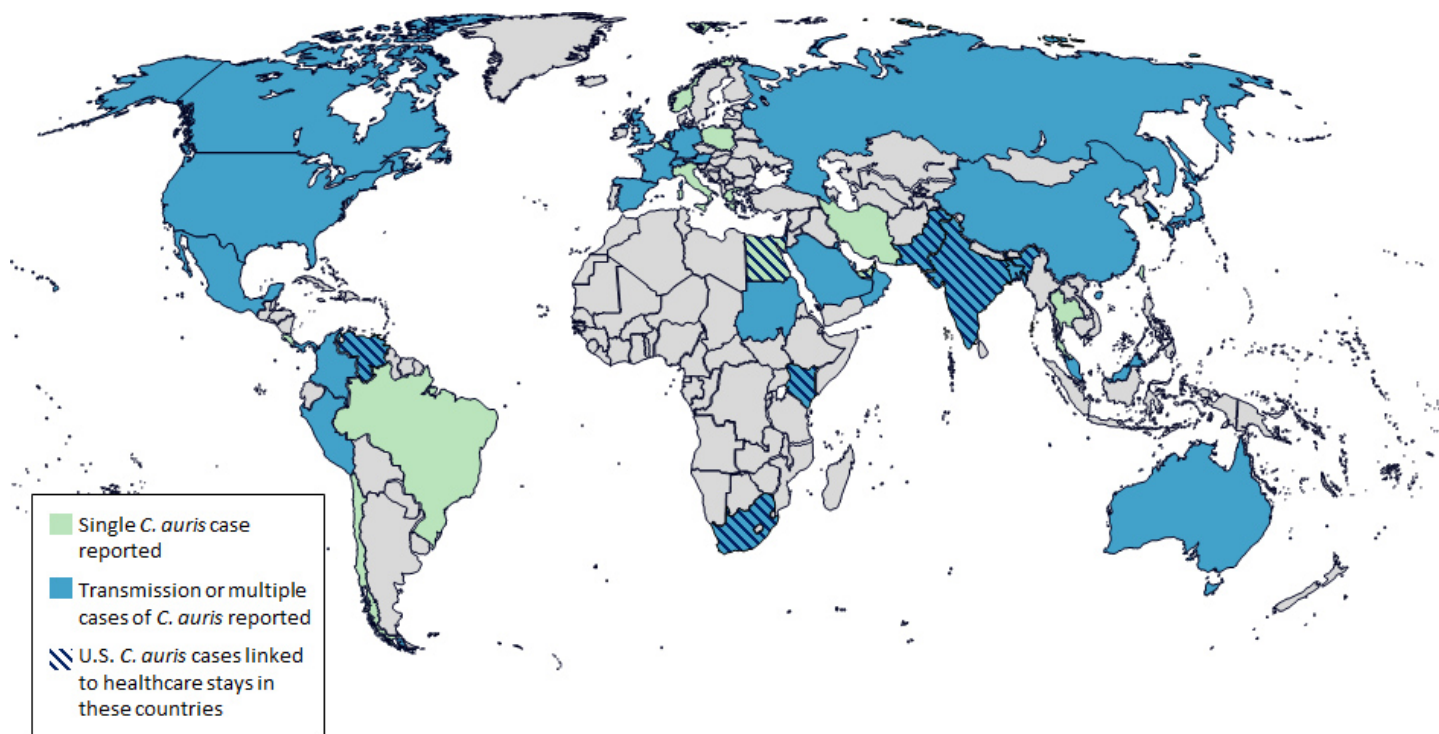 Single C. auris case
reported
Transmission or multiple
cases of C. auris reported
U.S. C. auris cases linked
to healthcare stays in
these countries